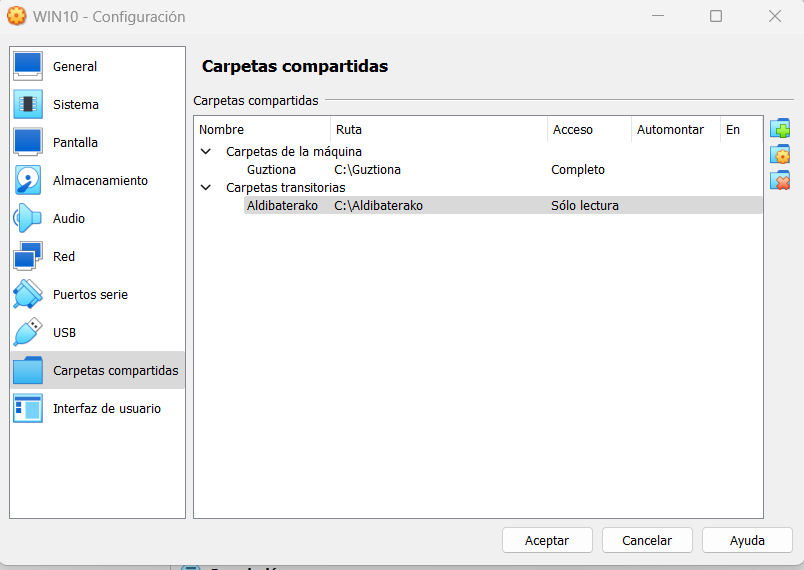 WIN10 - Configuración
General
Sistema
Pantalla
Almacenamiento
Audio
Red
Puertos serie
USB
Carpetas compartidas
Interfaz de usuario
Carpetas compartidas
Carpetas compartidas
Nombre Ruta Acceso Automontar En
Carpetas de la máquina
Guztiona C:\Guztiona Completo
Carpetas transitorias
Aldibaterako C:\Aldibaterako Sólo lectura
Aceptar Cancelar Ayuda